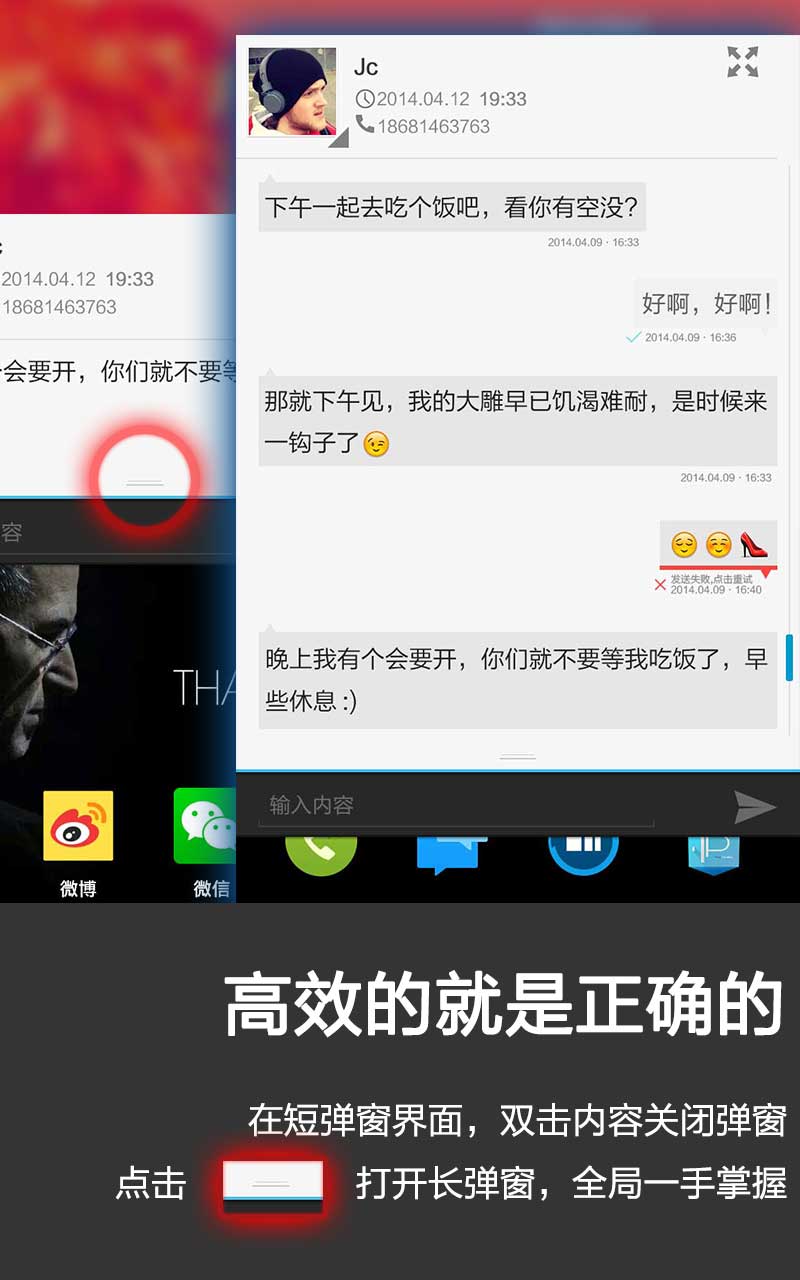 Jc
2014.04.12 19:33
18681463763
下午一起去吃个饭吧，看你有空没？
2014.04.09 · 16:33
好啊，好啊！
2014.04.09 · 16:36
那就下午见，我的大雕早已饥渴难耐，是时候来
一钩子了
2014.04.09 · 16:33
发送失败,点击重试
2014.04.09 · 16:40
晚上我有个会要开，你们就不要等我吃饭了，早
些休息 :)
输入内容
2014.04.12 19:33
18681463763
会要开，你们就不要等
容
THA
微博
微信
高效的就是正确的
在短弹窗界面，双击内容关闭弹窗
点击 打开长弹窗，全局一手掌握